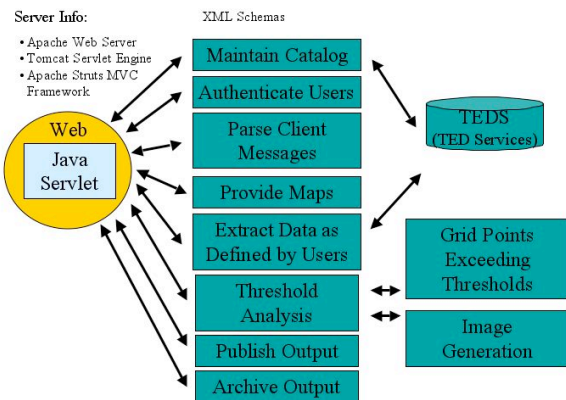 Server Info:
• Apache Web Server
• Tomcat Servlet Engine
• Apache Struts MVC
Framework
XML Schemas
Web
Java
Servlet
Maintain Catalog
Authenticate Users
Parse Client
Messages
Provide Maps
Extract Data as
Defined by Users
Threshold
Analysis
Publish Output
Archive Output
TEDS
(TED Services)
Grid Points
Exceeding
Thresholds
Image
Generation